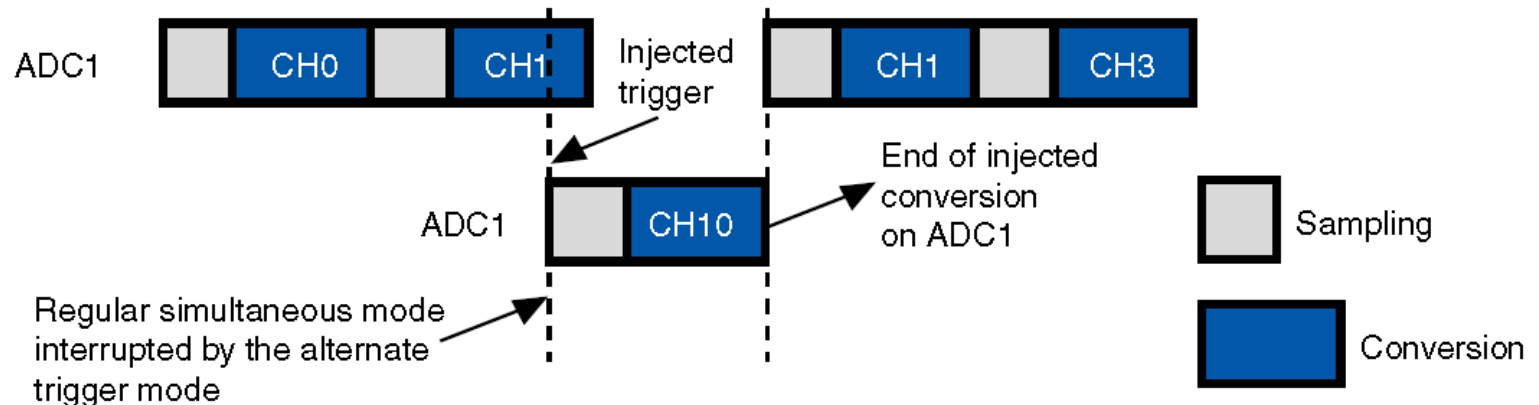 ADC1
CH0
CH1
Injected
trigger
CH1
CH3
ADC1
CH10
End of injected
conversion
on ADC1
Sampling
Regular simultaneous mode
interrupted by the alternate
trigger mode
Conversion